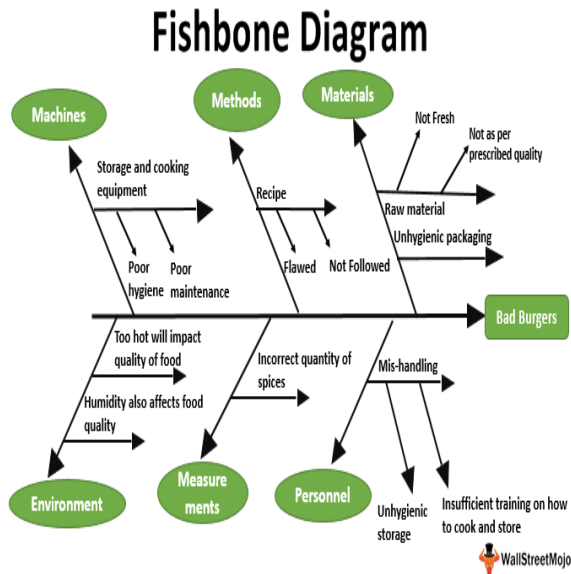 Fishbone Diagram
Machines
Methods
Materials
Storage and cooking
equipment
Poor
hygiene
Poor
maintenance
Recipe
Flawed
Not Followed
Not Fresh
Not as per
prescribed quality
Raw material
Unhygienic packaging
Bad Burgers
Too hot will impact
quality of food
Humidity also affects food
quality
Environment
Incorrect quantity of
spices
Measure
ments
Mis-handling
Personnel
Unhygienic
storage
Insufficient training on how
to cook and store
WallStreetMojo